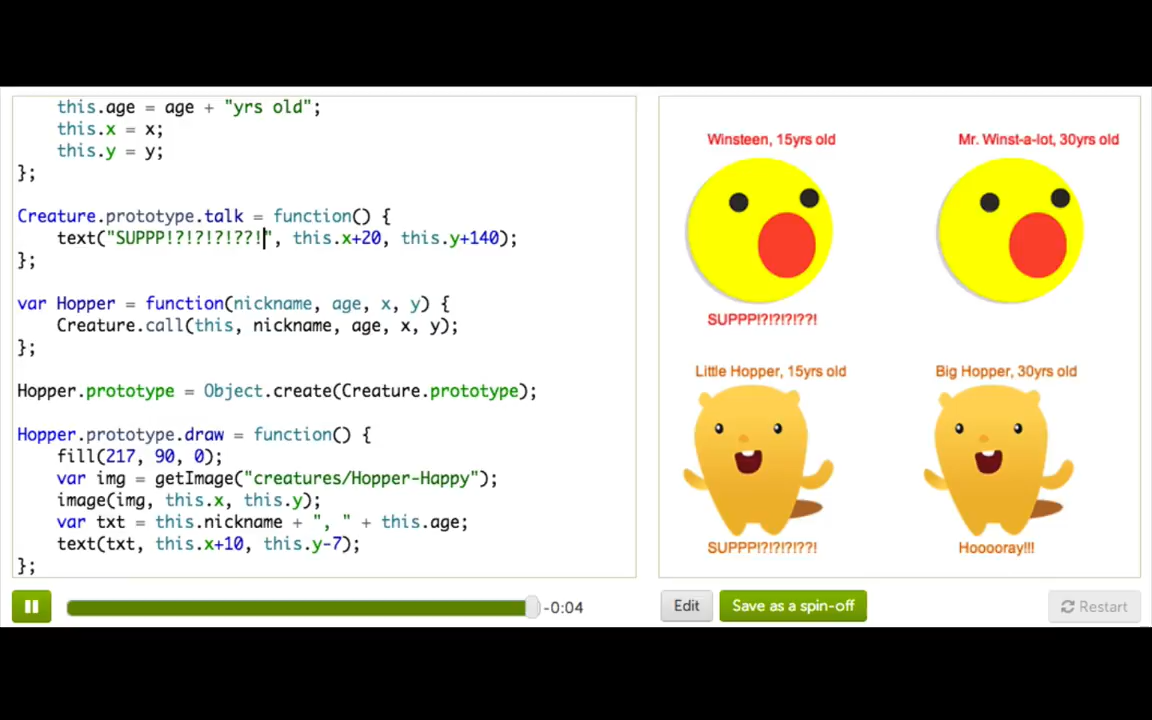 this.age = age + "yrs old";
this.x = x;
this.y = y;
};
Creature.prototype.talk = function() {
text("SUPPP!?!?!?!??!", this.x+20, this.y+140);
};
var Hopper = function(nickname, age, x, y) {
Creature.call(this, nickname, age, x, y);
};
Hopper.prototype = Object.create(Creature.prototype);
Hopper.prototype.draw = function() {
fill(217, 90, 0);
var img = getImage("creatures/Hopper-Happy");
image(img, this.x, this.y);
var txt = this.nickname + ", " + this.age;
text(txt, this.x+10, this.y-7);
};
Winsteen, 15yrs old
Mr. Winst-a-lot, 30yrs old
SUPPP!?!?!?!??!
Little Hopper, 15yrs old
Big Hopper, 30yrs old
SUPPP!?!?!?!??!
Hooooray!!!
-0:04
Edit
Save as a spin-off
Restart